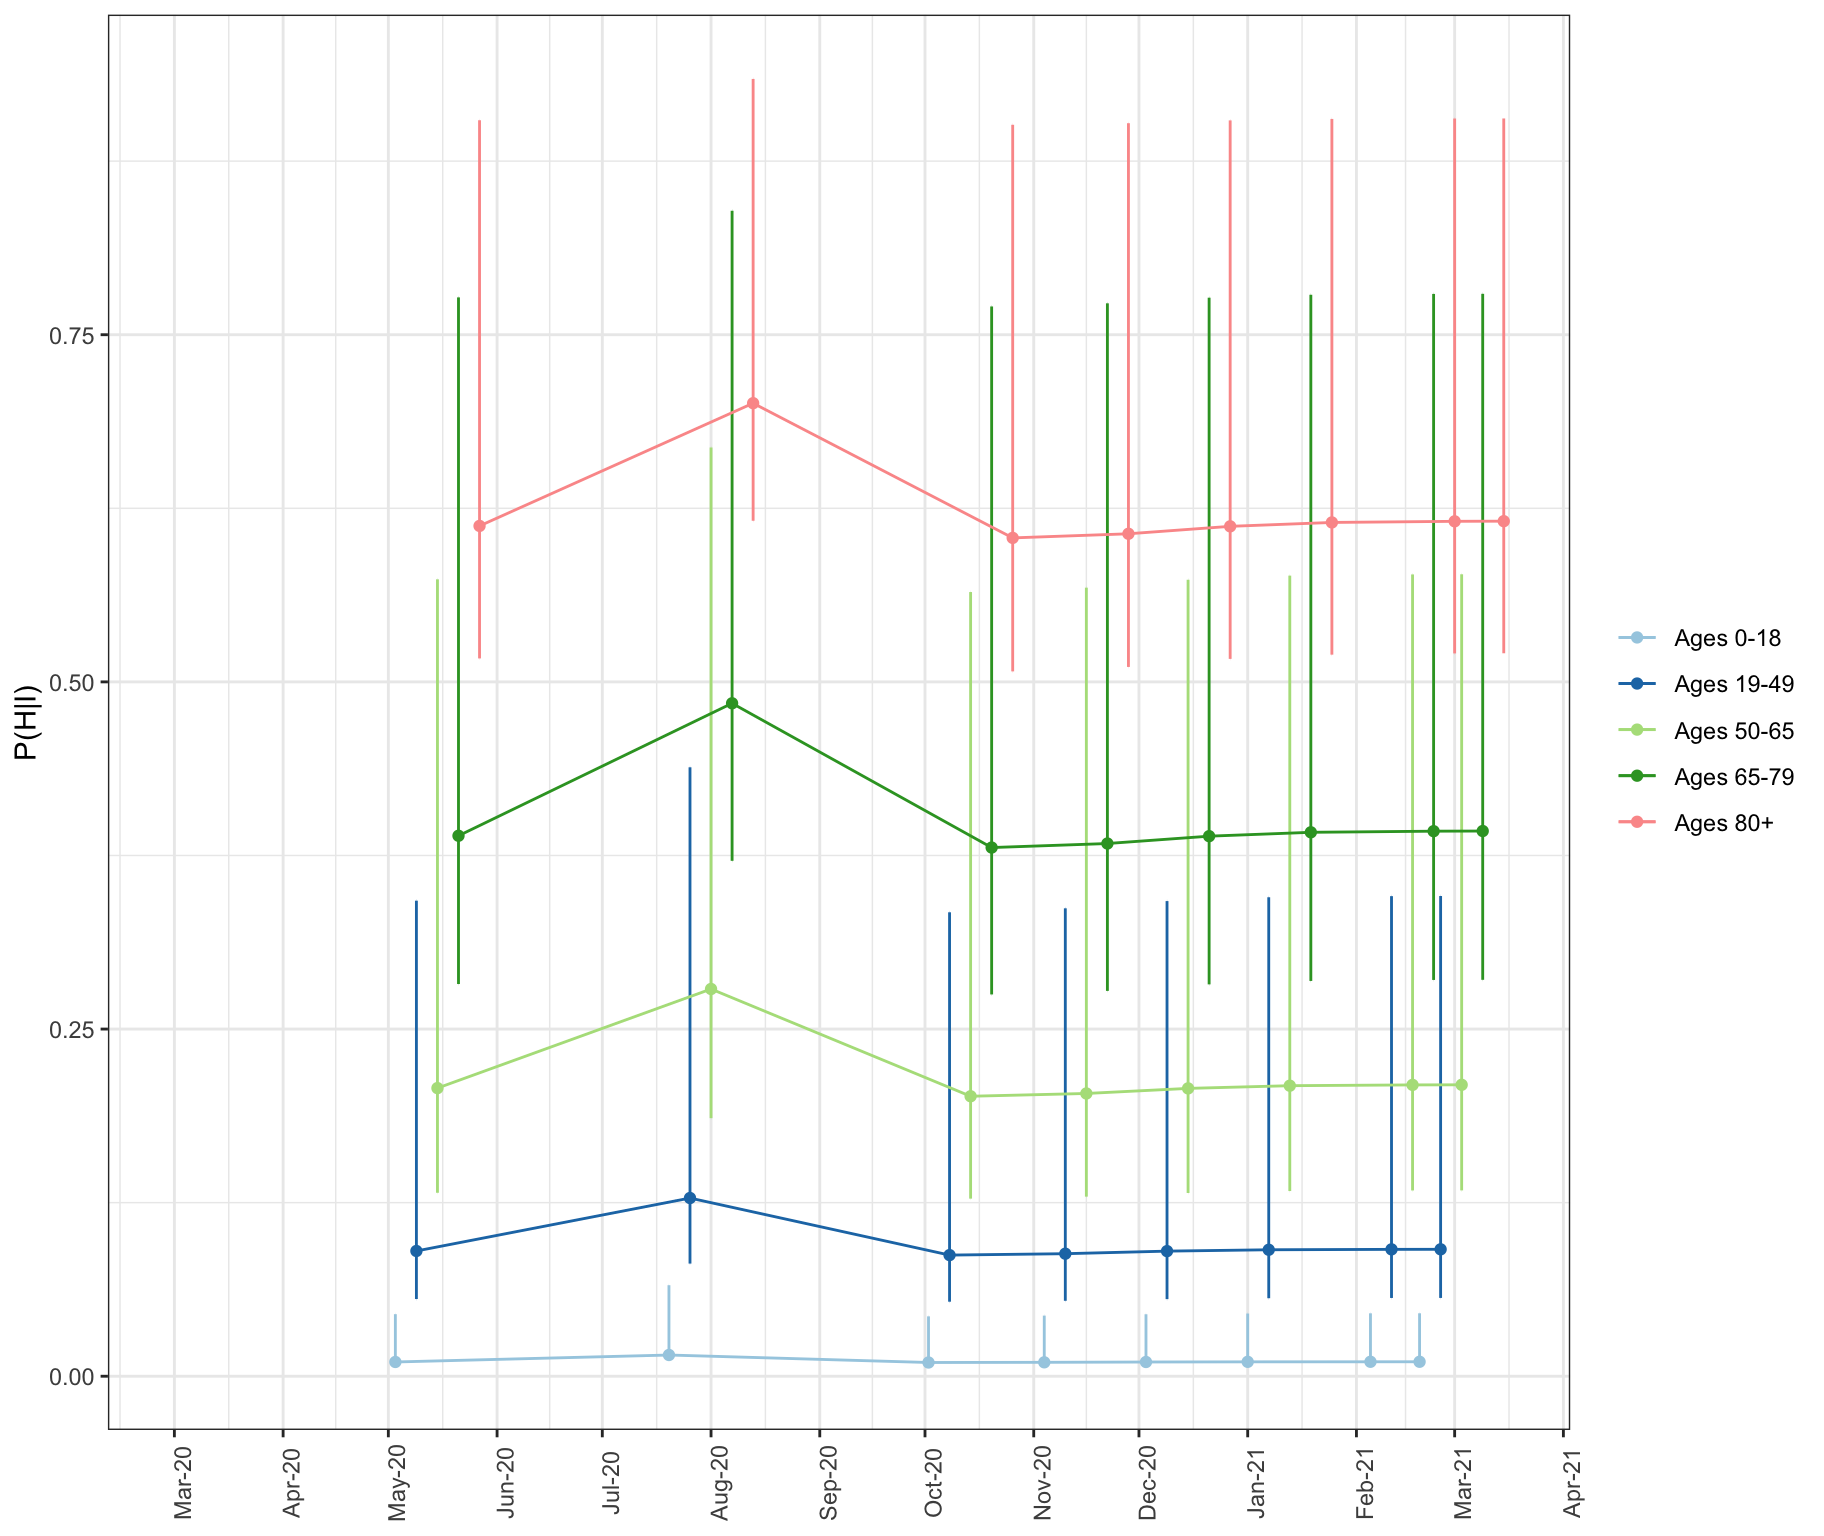 P(H|I)
0.75
0.50
0.25
0.00
Mar-20
Apr-20
May-20
Jun-20
Jul-20
Aug-20
Sep-20
Oct-20
Nov-20
Dec-20
Jan-21
Feb-21
Mar-21
Apr-21
Ages 0-18
Ages 19-49
Ages 50-65
Ages 65-79
Ages 80+